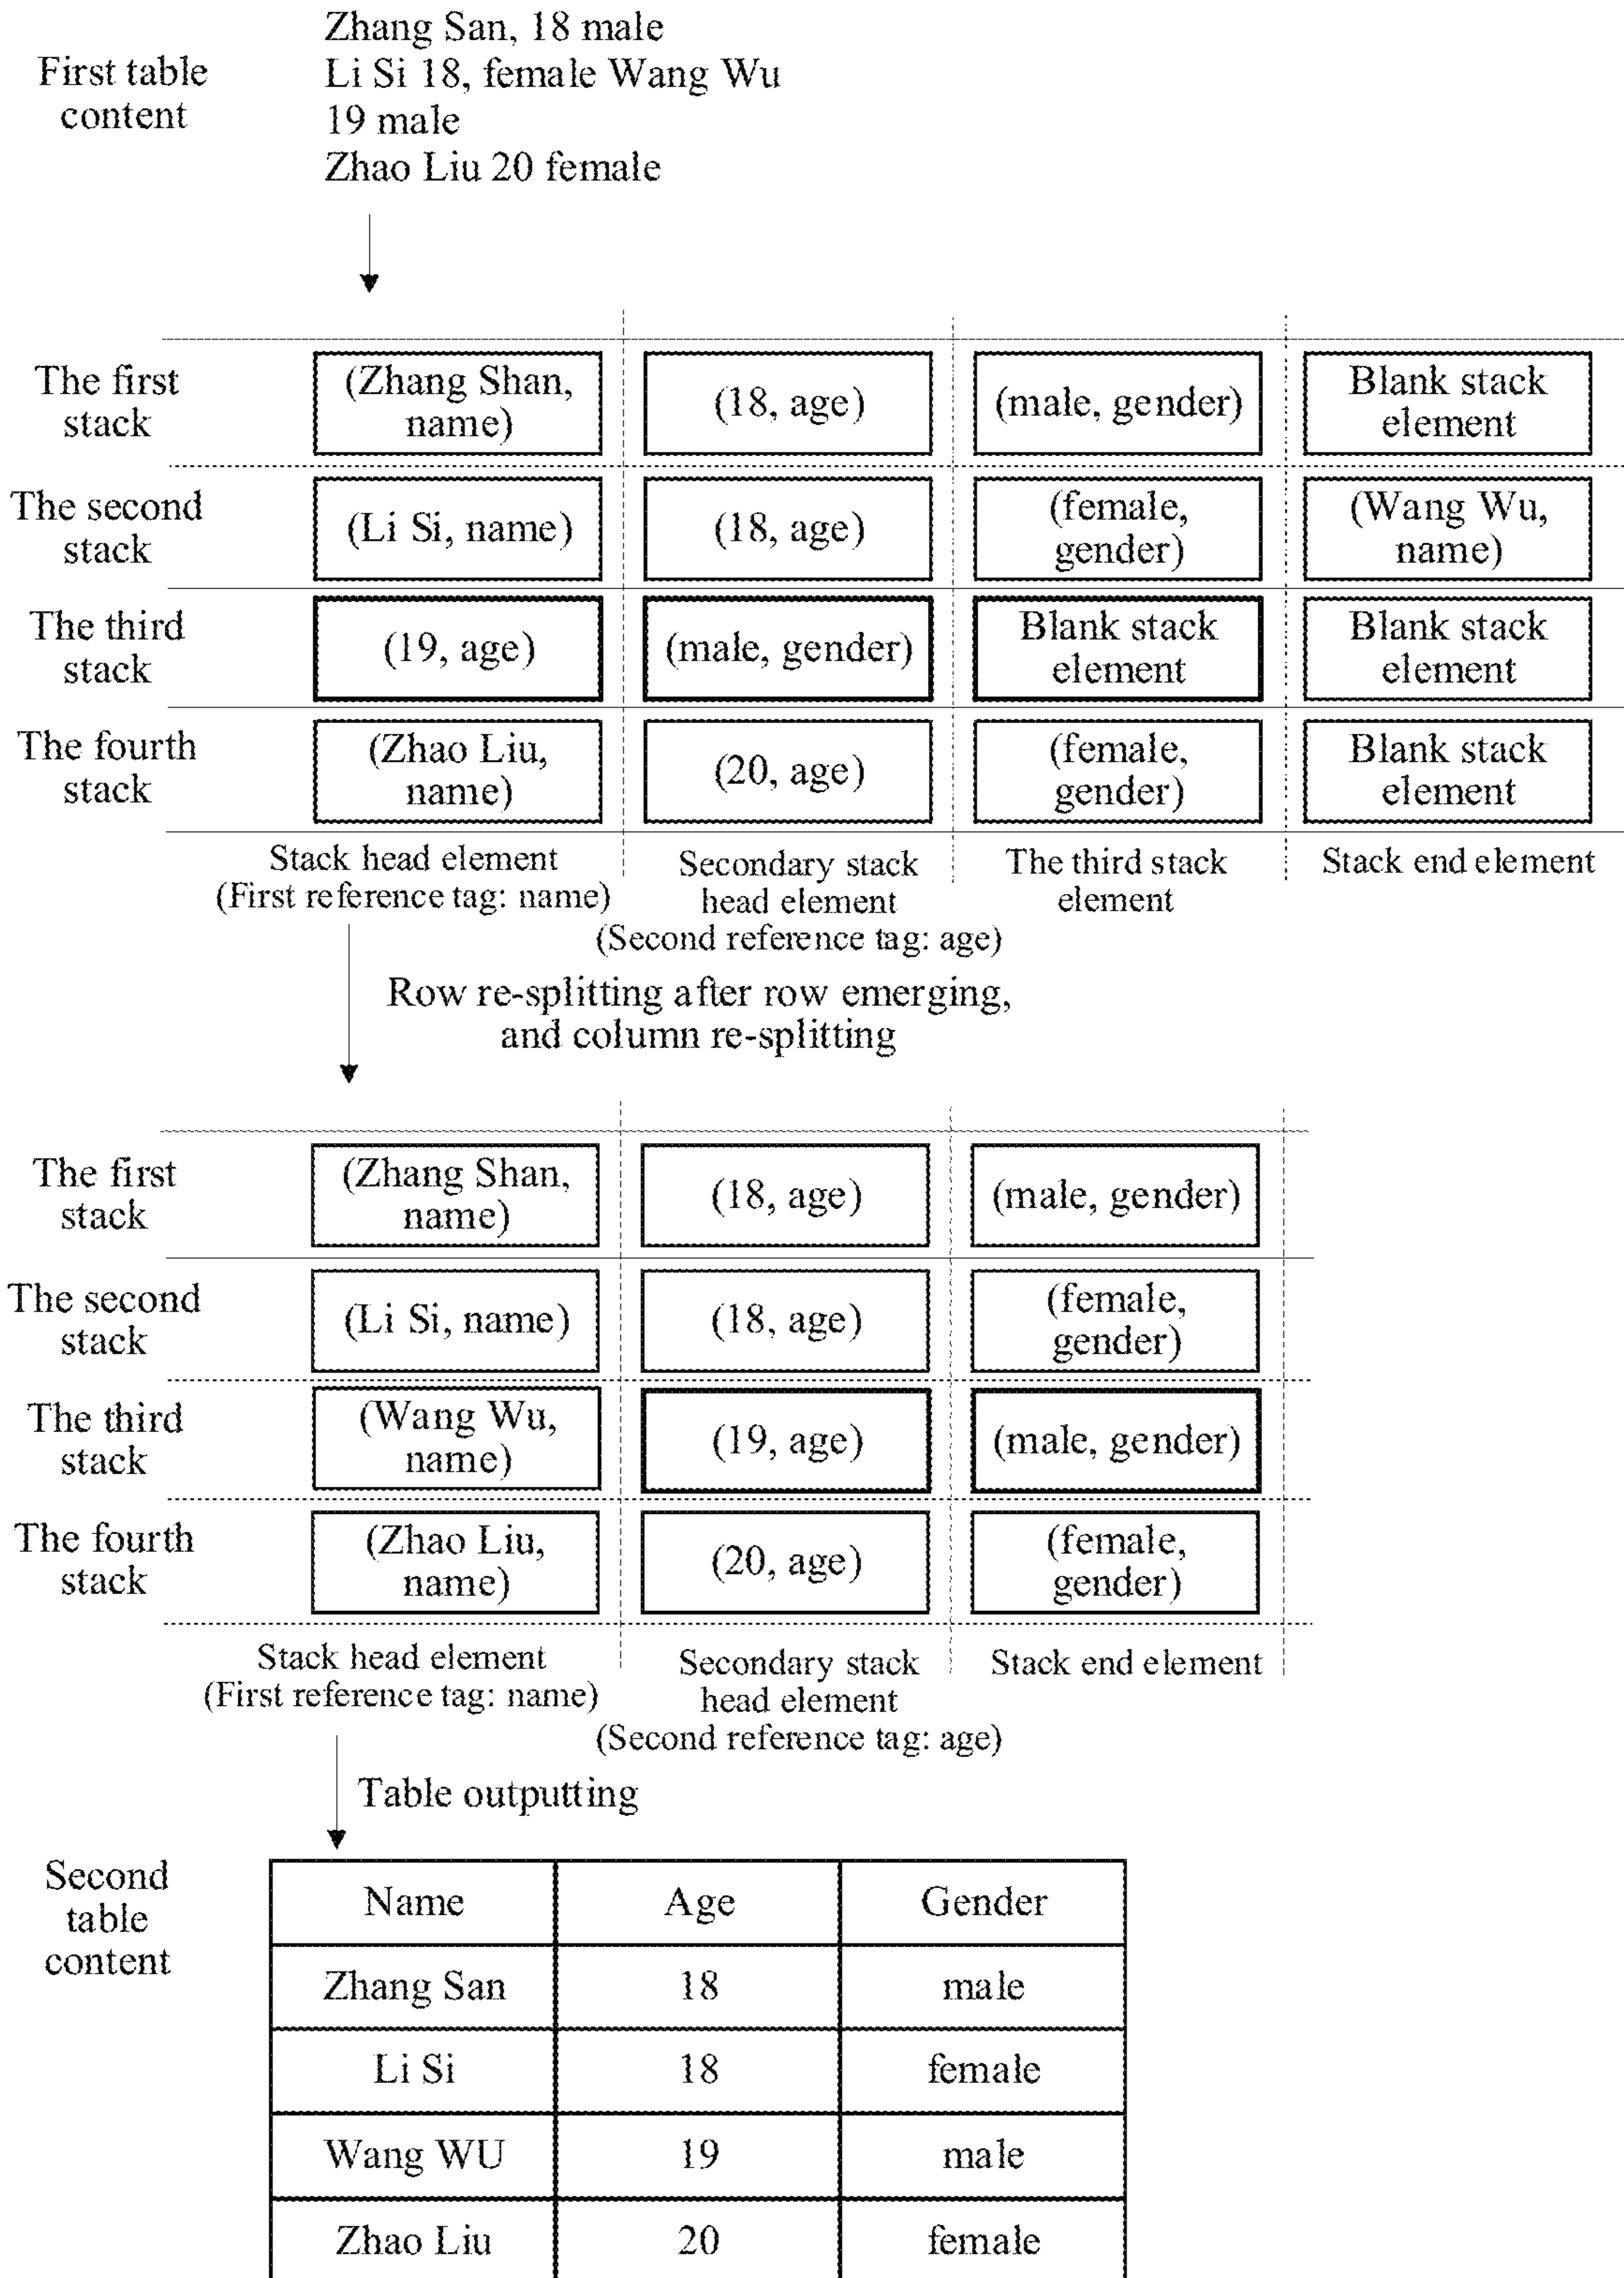 First table
content
Zhang San, 18 male
Li Si 18, female Wang Wu
19 male
Zhao Liu 20 female
The first
stack
(Zhang Shan,
name)
(18, age)
(male, gender)
Blank stack
element
The second
stack
(Li Si, name)
(18, age)
(female,
gender)
(Wang Wu,
name)
The third
stack
(19, age)
(male, gender)
Blank stack
element
Blank stack
element
The fourth
stack
(Zhao Liu,
name)
(20, age)
(female,
gender)
Blank stack
element
Stack head element
(First reference tag: name)
Secondary stack
head element
(Second reference tag: age)
The third stack
element
Stack end element
Row re-splitting after row emerging,
and column re-splitting
The first
stack
(Zhang Shan,
name)
(18, age)
(male, gender)
The second
stack
(Li Si, name)
(18, age)
(female,
gender)
The third
stack
(Wang Wu,
name)
(19, age)
(male, gender)
The fourth
stack
(Zhao Liu,
name)
(20, age)
(female,
gender)
Stack head element
(First reference tag: name)
Secondary stack
head element
(Second reference tag: age)
Stack end element
Table outputting
Second
table
content
Name
Age
Gender
Zhang San
18
male
Li Si
18
female
Wang WU
19
male
Zhao Liu
20
female